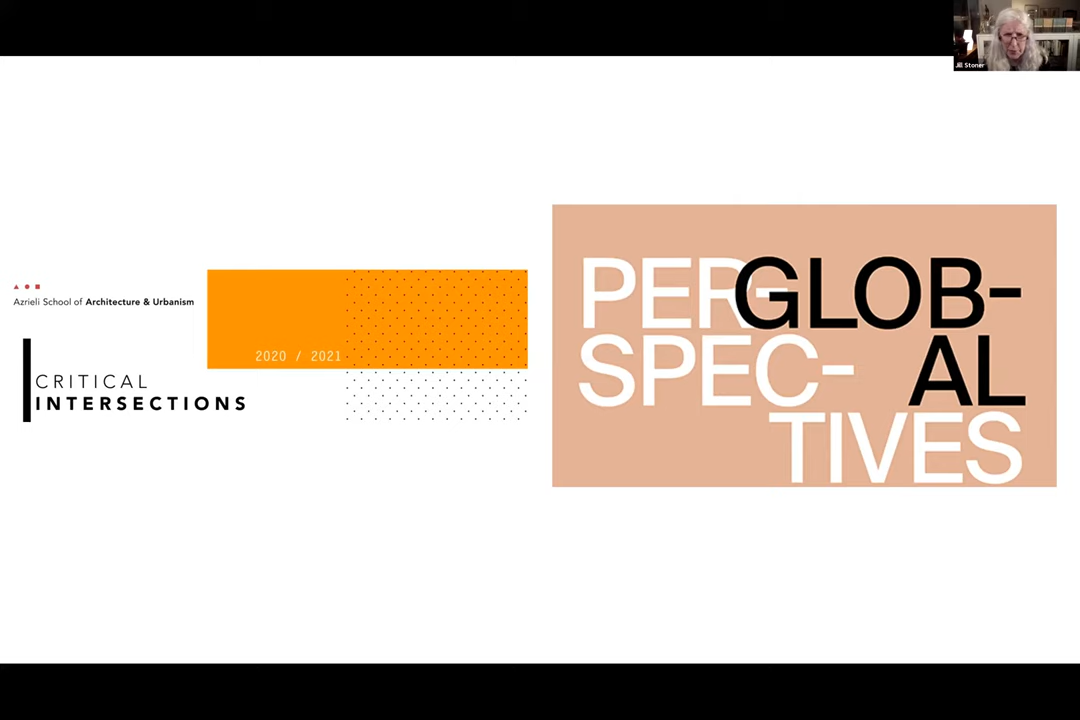 Jill Stoner
Azrieli School of Architecture & Urbanism
2020 / 2021
CRITICAL
INTERSECTIONS
PER-
SPEC-
TIVES
GLOB-
AL